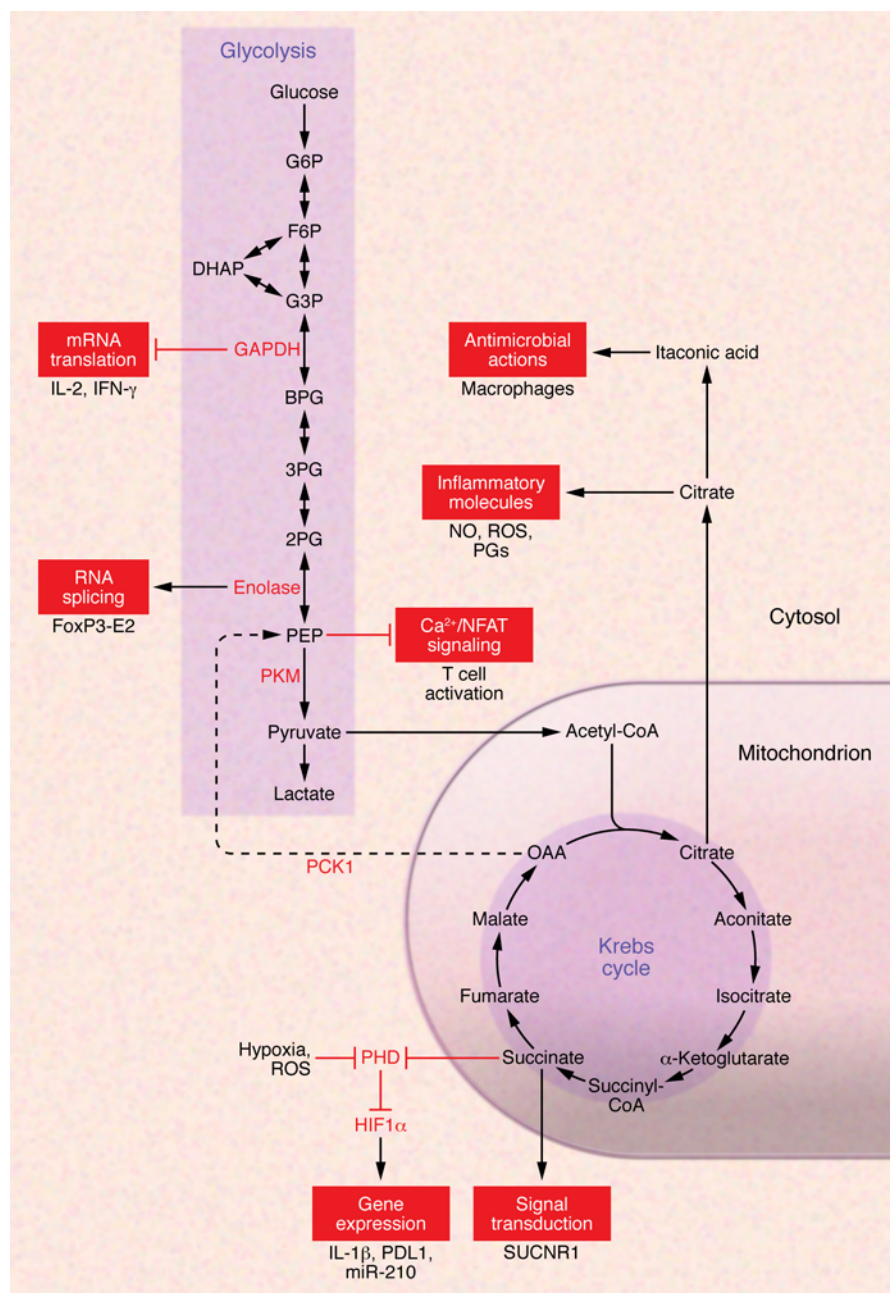 Glycolysis
Glucose
G6P
F6P
DHAP
G3P
mRNA
translation
IL-2, IFN-γ
GAPDH
BPG
3PG
2PG
RNA
splicing
FoxP3-E2
Enolase
PEP
Ca²⁺/NFAT
signaling
T cell
activation
PKM
Pyruvate
Lactate
PCK1
Antimicrobial
actions
Macrophages
Itaconic acid
Inflammatory
molecules
NO, ROS,
PGs
Citrate
Cytosol
Mitochondrion
Acetyl-CoA
OAA
Citrate
Malate
Aconitate
Krebs
cycle
Fumarate
Isocitrate
Succinate
α-Ketoglutarate
Succinyl-
CoA
Hypoxia,
ROS
PHD
HIF1α
Gene
expression
IL-1β, PDL1,
miR-210
Signal
transduction
SUCNR1